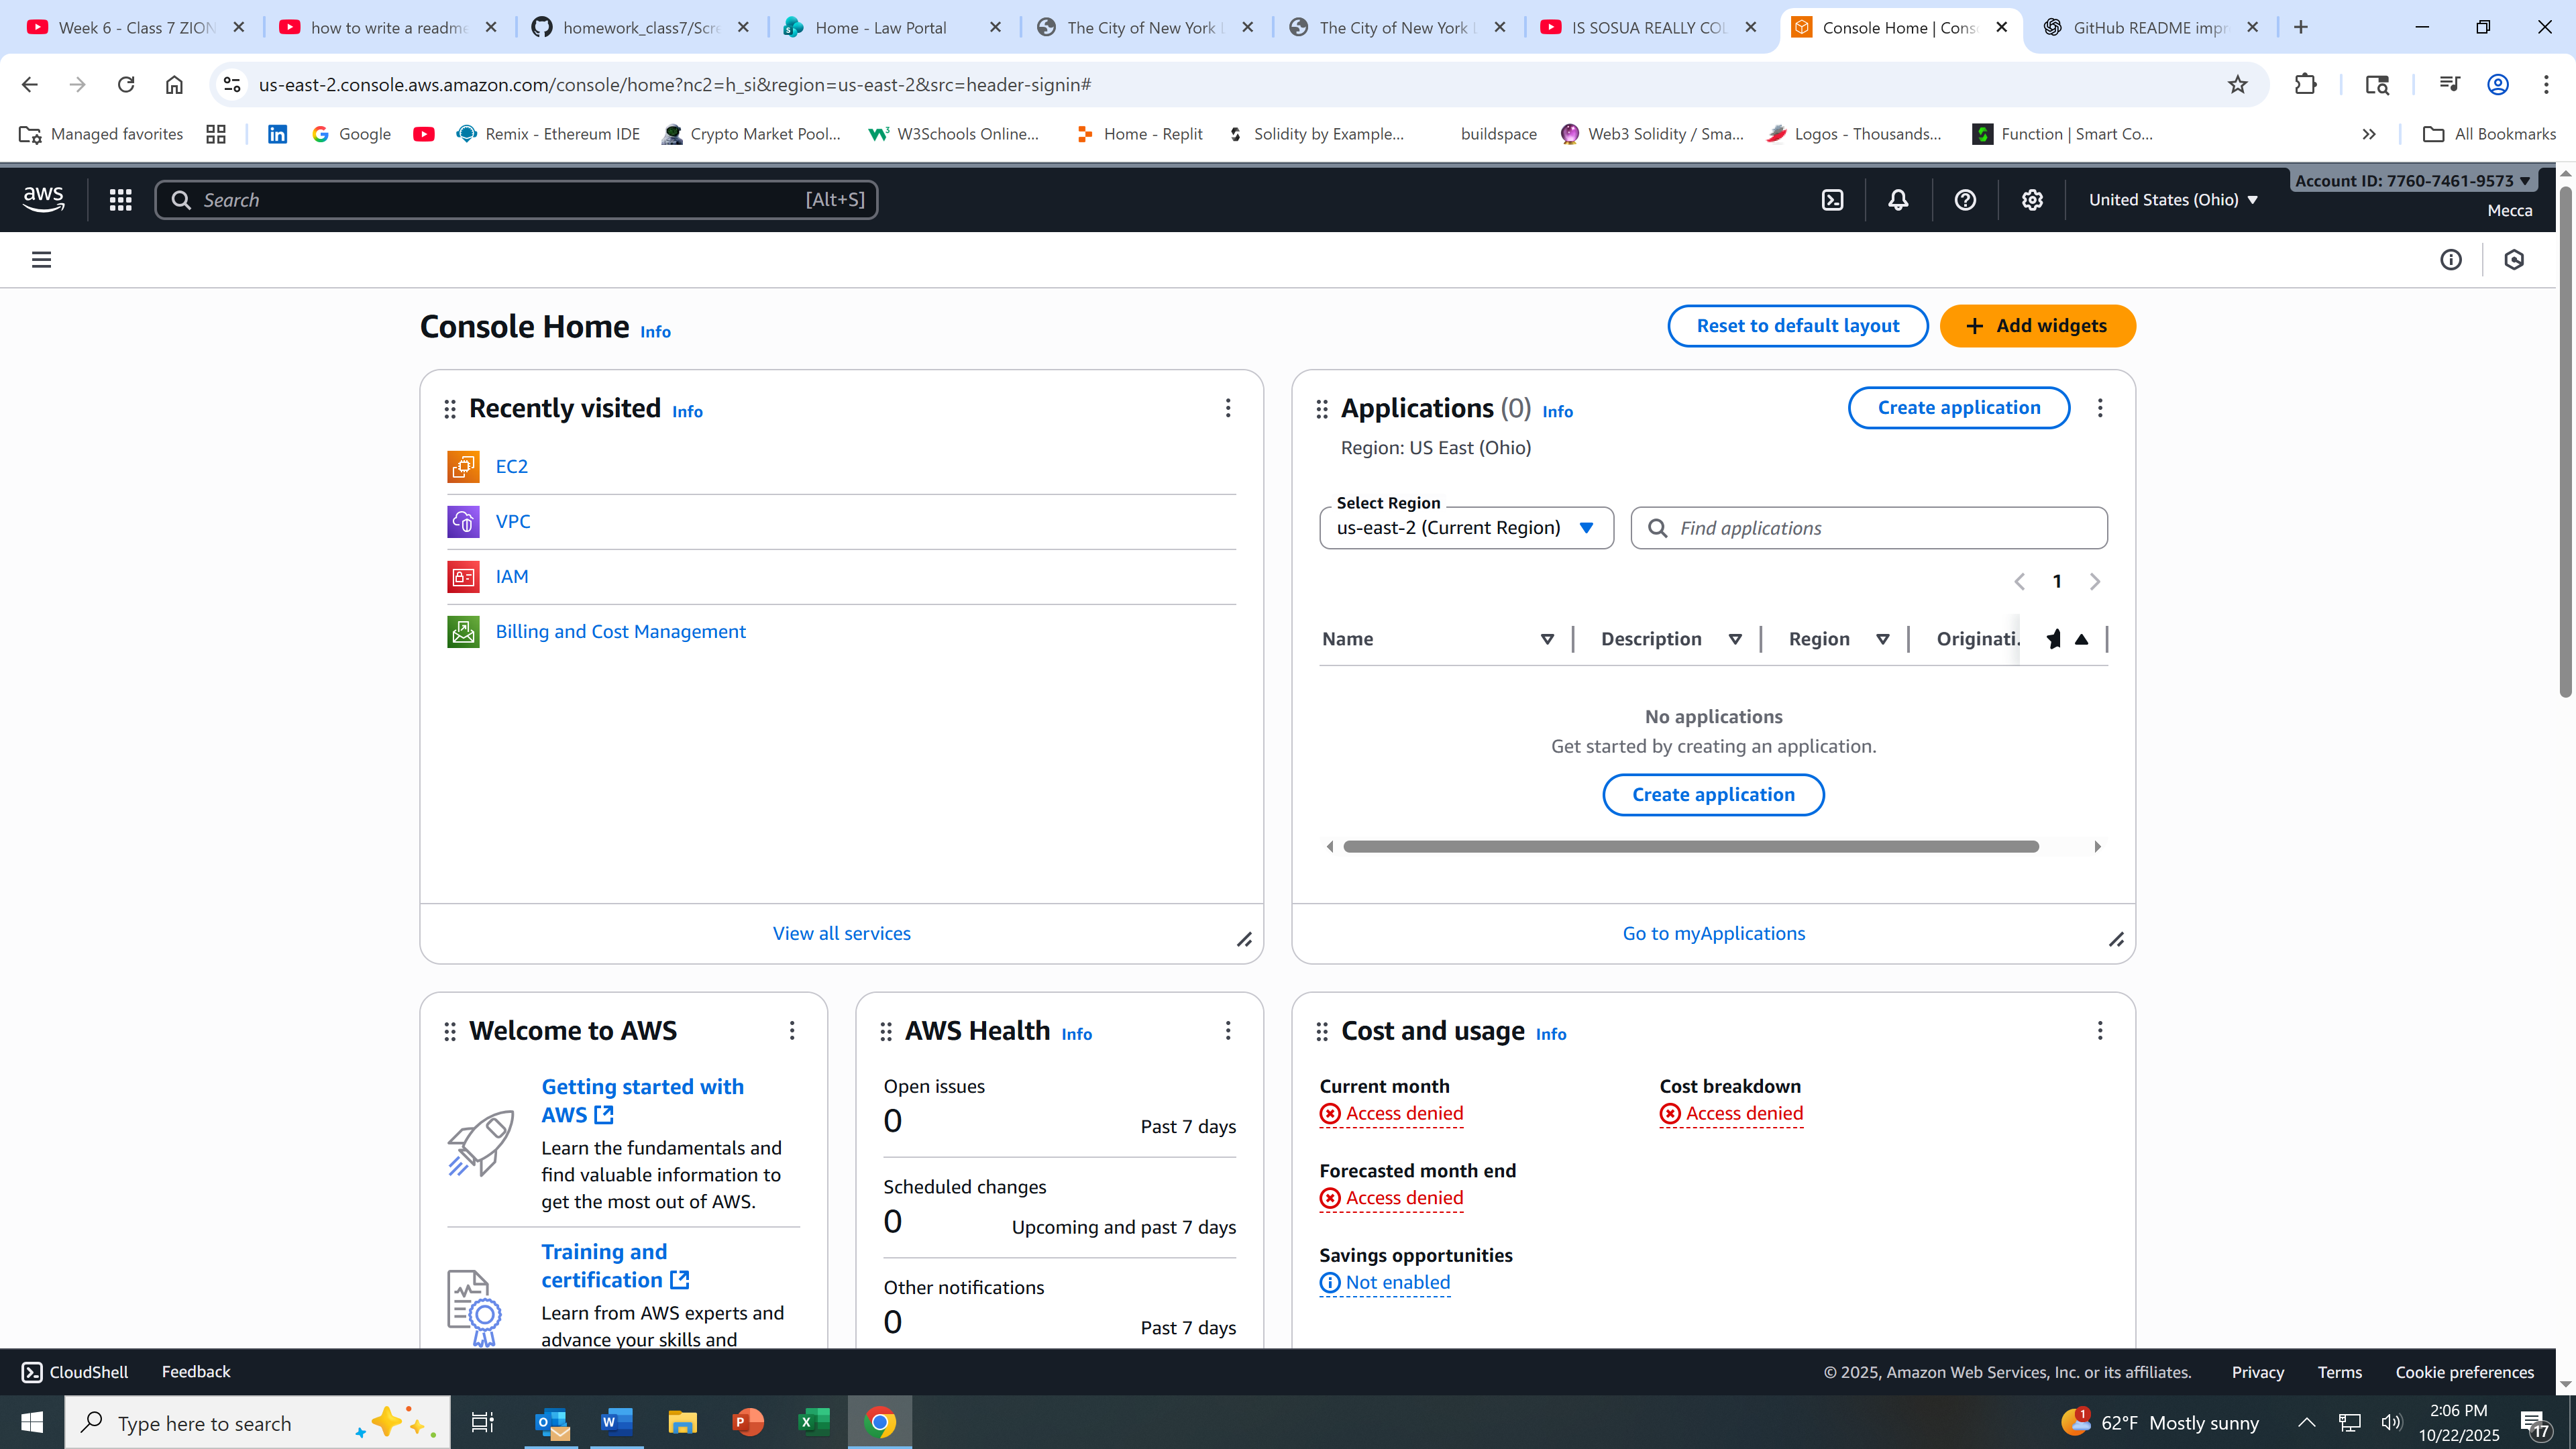 Week 6 - Class 7 ZION
how to write a readme
homework_class7/Scre
Home - Law Portal
The City of New York L
The City of New York L
IS SOSUA REALLY COL
Console Home | Cons
GitHub README impr
us-east-2.console.aws.amazon.com/console/home?nc2=h_si&region=us-east-2&src=header-signin#
Managed favorites
Google
Remix - Ethereum IDE
Crypto Market Pool...
W3Schools Online...
Home - Replit
Solidity by Example...
buildspace
Web3 Solidity / Sma...
Logos - Thousands...
Function | Smart Co...
All Bookmarks
aws
Search
[Alt+S]
United States (Ohio)
Account ID: 7760-7461-9573
Mecca
Console Home Info
Reset to default layout
+ Add widgets
Recently visited Info
EC2
VPC
IAM
Billing and Cost Management
View all services
Applications (0) Info
Create application
Region: US East (Ohio)
Select Region
us-east-2 (Current Region)
Find applications
1
Name
Description
Region
Originati.
No applications
Get started by creating an application.
Create application
Go to myApplications
Welcome to AWS
Getting started with
AWS
Learn the fundamentals and
find valuable information to
get the most out of AWS.
Training and
certification
Learn from AWS experts and
advance your skills and
AWS Health Info
Open issues
0
Past 7 days
Scheduled changes
0
Upcoming and past 7 days
Other notifications
0
Past 7 days
Cost and usage Info
Current month
Access denied
Cost breakdown
Access denied
Forecasted month end
Access denied
Savings opportunities
Not enabled
CloudShell
Feedback
© 2025, Amazon Web Services, Inc. or its affiliates.
Privacy
Terms
Cookie preferences
Type here to search
1
62°F Mostly sunny
2:06 PM
10/22/2025
17